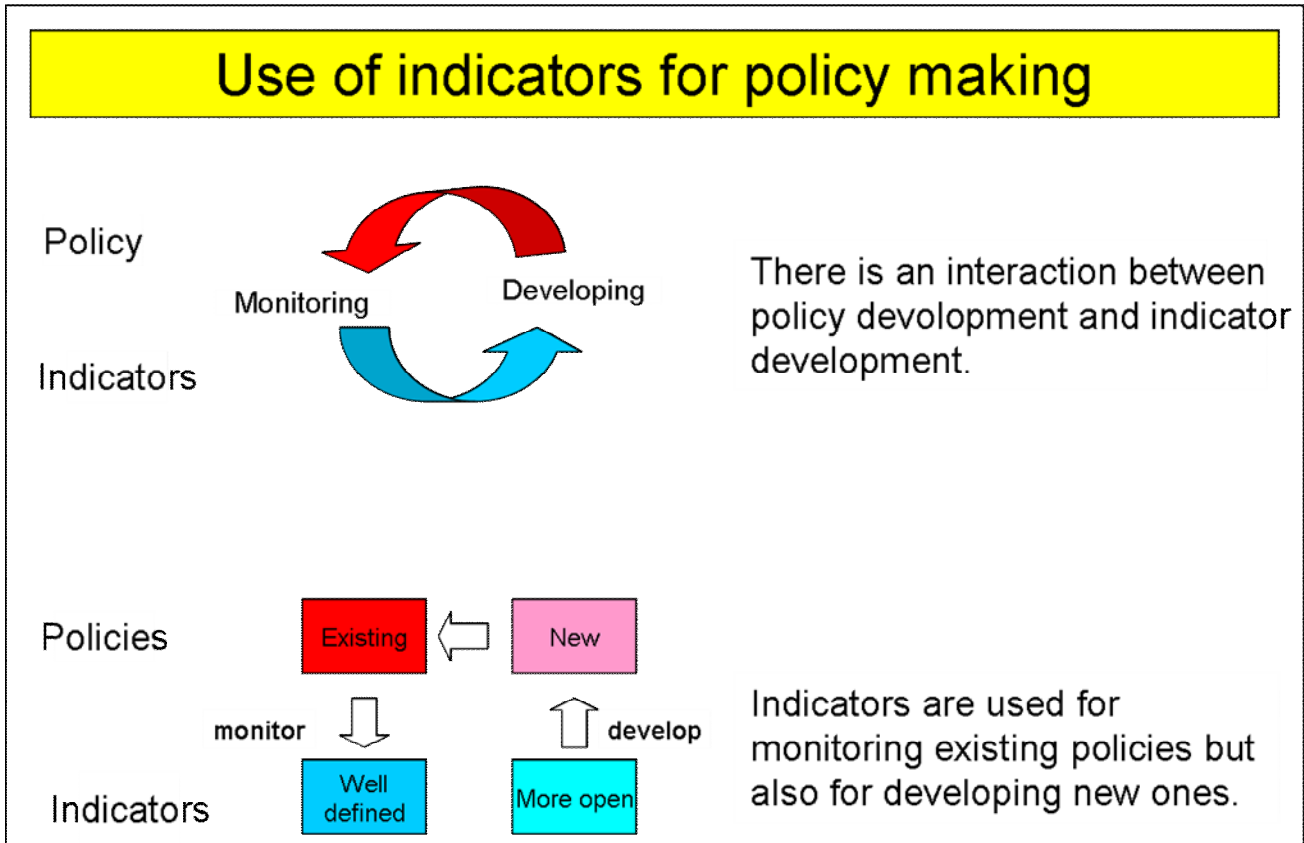 Use of indicators for policy making
Policy
Monitoring
Developing
Indicators
There is an interaction between
policy devolopment and indicator
development.
Policies
Existing
New
monitor
develop
Indicators
Well
defined
More open
Indicators are used for
monitoring existing policies but
also for developing new ones.